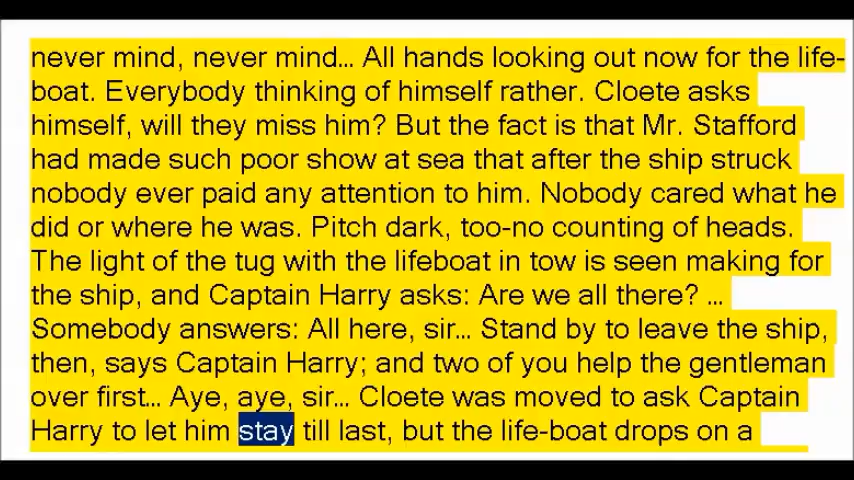 never mind, never mind... All hands looking out now for the life-
boat. Everybody thinking of himself rather. Cloete asks
himself, will they miss him? But the fact is that Mr. Stafford
had made such poor show at sea that after the ship struck
nobody ever paid any attention to him. Nobody cared what he
did or where he was. Pitch dark, too-no counting of heads.
The light of the tug with the lifeboat in tow is seen making for
the ship, and Captain Harry asks: Are we all there? ...
Somebody answers: All here, sir... Stand by to leave the ship,
then, says Captain Harry; and two of you help the gentleman
over first... Aye, aye, sir... Cloete was moved to ask Captain
Harry to let him stay till last, but the life-boat drops on a